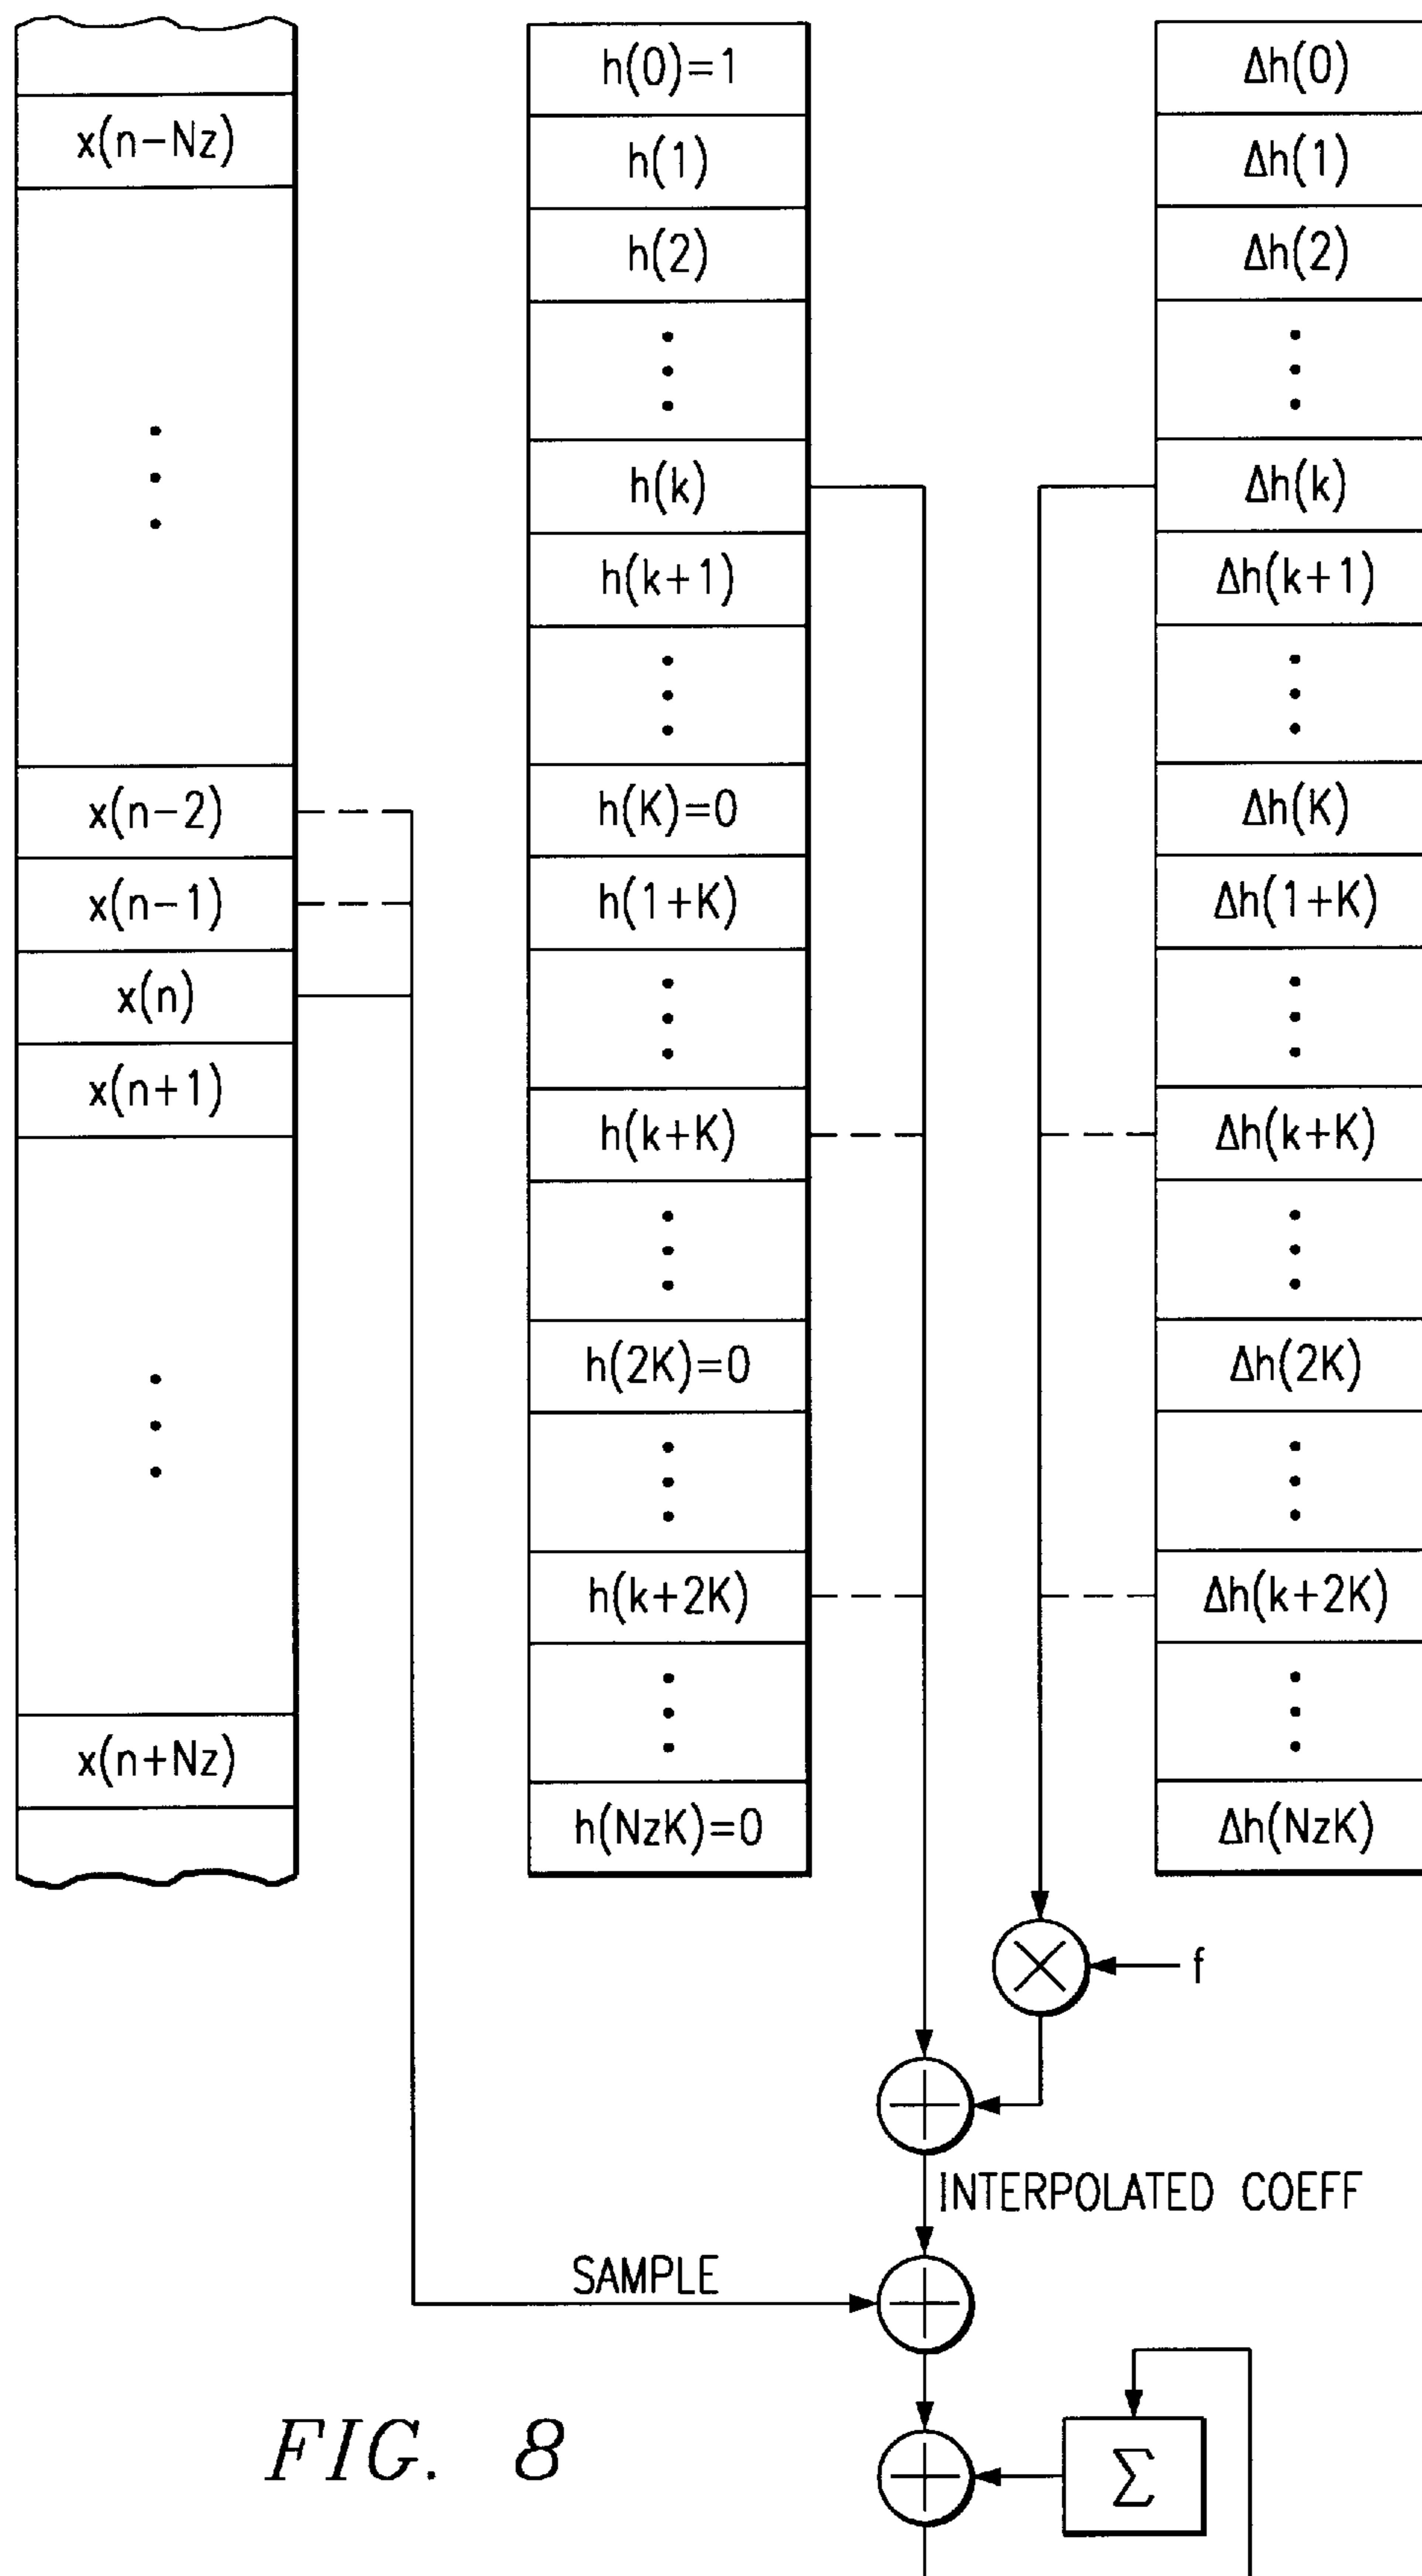 x(n-Nz)
x(n-2)
x(n-1)
x(n)
x(n+1)
x(n+Nz)
h(0)=1
h(1)
h(2)
h(k)
h(k+1)
h(K)=0
h(1+K)
h(k+K)
h(2K)=0
h(k+2K)
h(NzK)=0
Δh(0)
Δh(1)
Δh(2)
Δh(k)
Δh(k+1)
Δh(K)
Δh(1+K)
Δh(k+K)
Δh(2K)
Δh(k+2K)
Δh(NzK)
f
INTERPOLATED COEFF
SAMPLE
Σ
FIG. 8